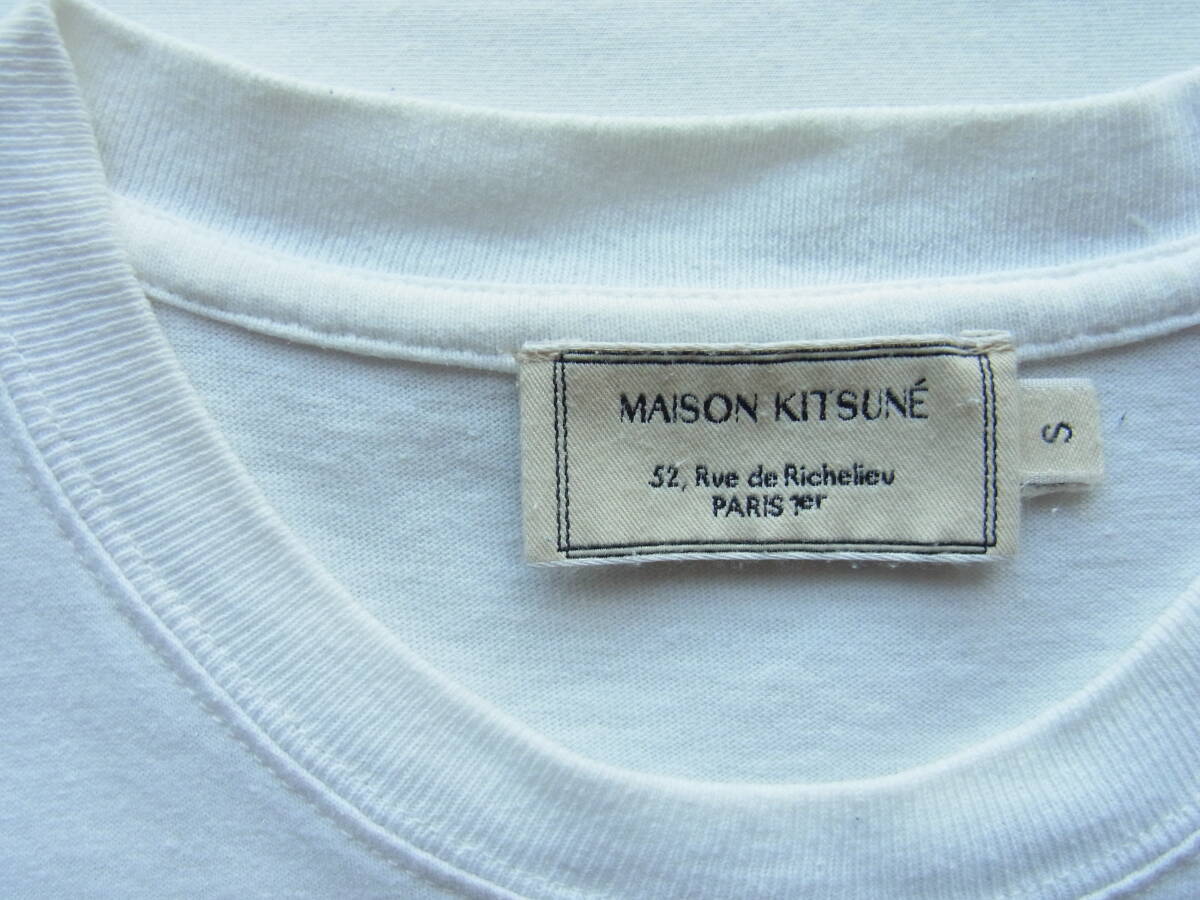 MAISON KITSUNÉ
52, Rue de Richelieu
PARIS 1er
S